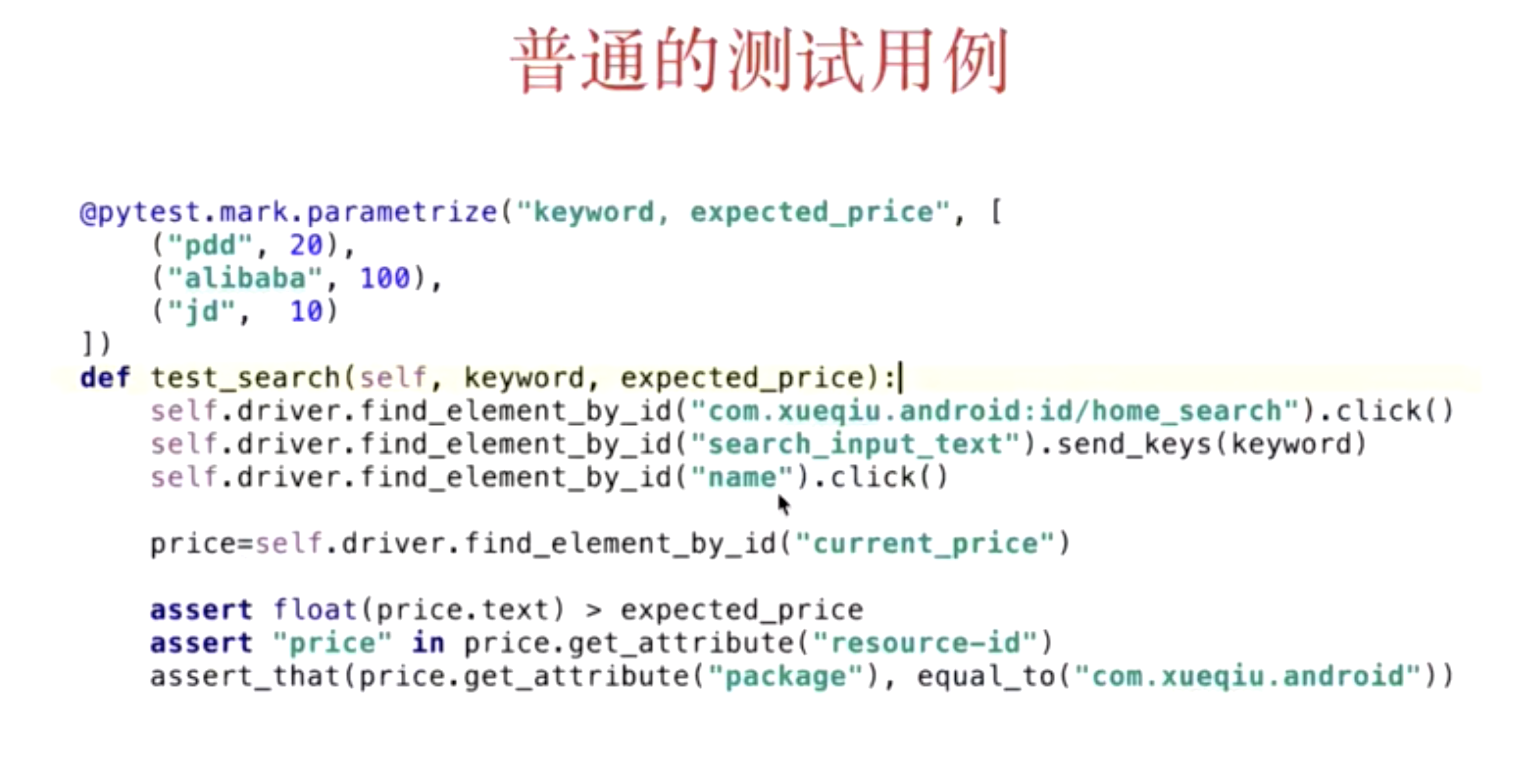 普通的测试用例
@pytest.mark.parametrize("keyword, expected_price", [
    ("pdd", 20),
    ("alibaba", 100),
    ("jd",  10)
])
def test_search(self, keyword, expected_price):
    self.driver.find_element_by_id("com.xueqiu.android:id/home_search").click()
    self.driver.find_element_by_id("search_input_text").send_keys(keyword)
    self.driver.find_element_by_id("name").click()
    price=self.driver.find_element_by_id("current_price")
    assert float(price.text) > expected_price
    assert "price" in price.get_attribute("resource-id")
    assert_that(price.get_attribute("package"), equal_to("com.xueqiu.android"))